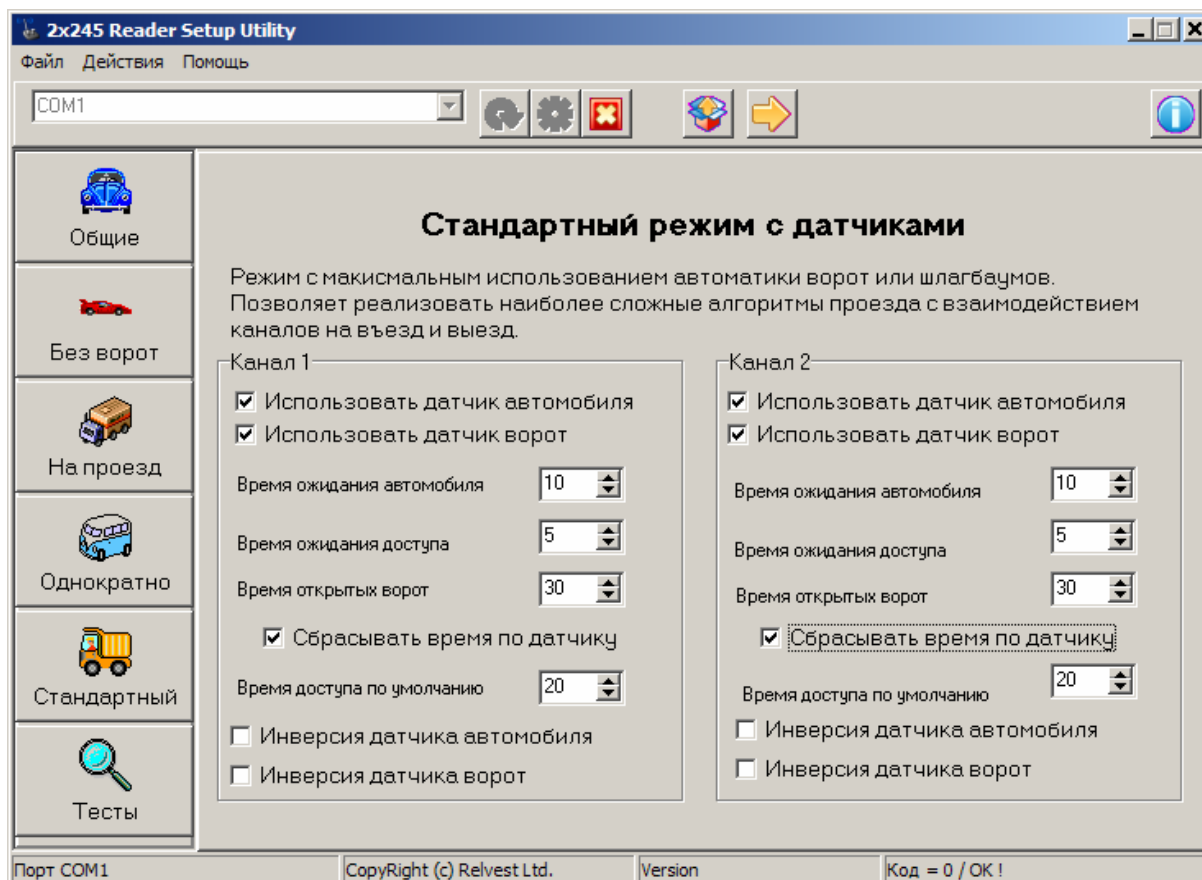 2x245 Reader Setup Utility
Файл Действия Помощь
COM1
Общие
Без ворот
На проезд
Однократно
Стандартный
Тесты
Стандартный режим с датчиками
Режим с макисмальным использованием автоматики ворот или шлагбаумов.
Позволяет реализовать наиболее сложные алгоритмы проезда с взаимодействием
каналов на въезд и выезд.
Канал 1
Использовать датчик автомобиля
Использовать датчик ворот
Время ожидания автомобиля 10
Время ожидания доступа 5
Время открытых ворот 30
Сбрасывать время по датчику
Время доступа по умолчанию 20
Инверсия датчика автомобиля
Инверсия датчика ворот
Канал 2
Использовать датчик автомобиля
Использовать датчик ворот
Время ожидания автомобиля 10
Время ожидания доступа 5
Время открытых ворот 30
Сбрасывать время по датчику
Время доступа по умолчанию 20
Инверсия датчика автомобиля
Инверсия датчика ворот
Порт COM1 CopyRight (c) Relvest Ltd. Version Код = 0 / OK !